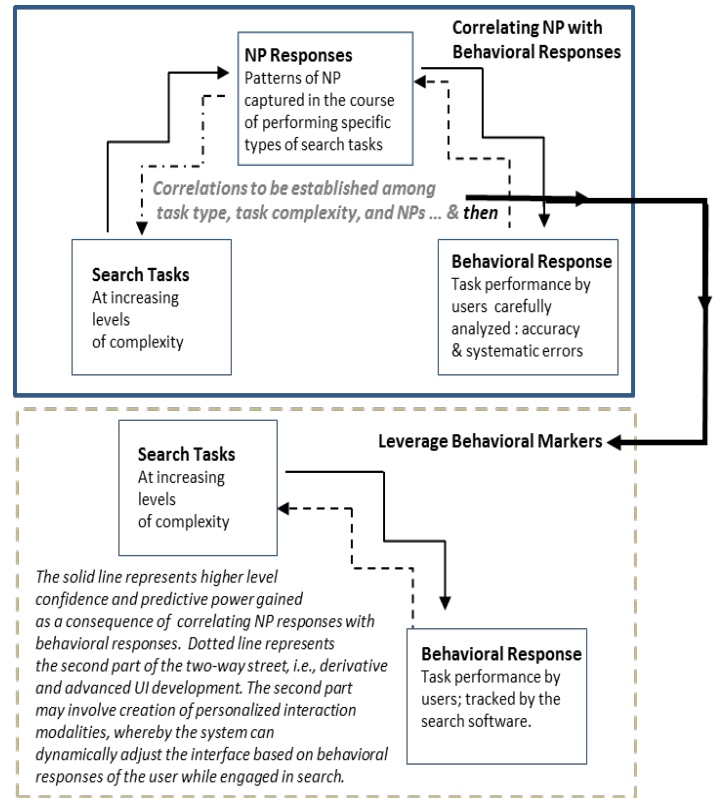 Correlating NP with
Behavioral Responses
NP Responses
Patterns of NP
captured in the course
of performing specific
types of search tasks
Correlations to be established among
task type, task complexity, and NPs ... & then
Search Tasks
At increasing
levels
of complexity
Behavioral Response
Task performance by
users carefully
analyzed : accuracy
& systematic errors
Leverage Behavioral Markers
Search Tasks
At increasing
levels
of complexity
The solid line represents higher level
confidence and predictive power gained
as a consequence of correlating NP responses with
behavioral responses. Dotted line represents
the second part of the two-way street, i.e., derivative
and advanced UI development. The second part
may involve creation of personalized interaction
modalities, whereby the system can
dynamically adjust the interface based on behavioral
responses of the user while engaged in search.
Behavioral Response
Task performance by
users; tracked by the
search software.